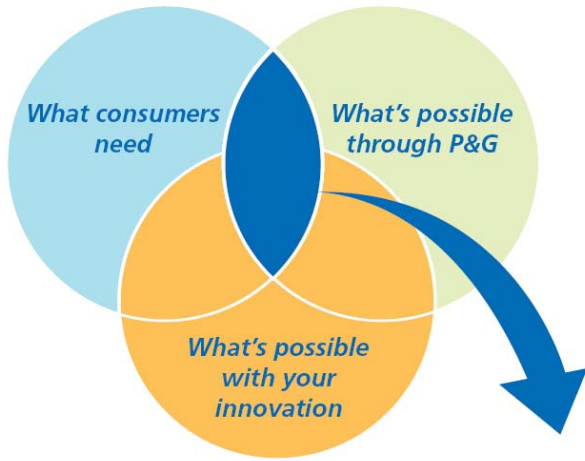 What consumers
need
What's possible
through P&G
What's possible
with your
innovation